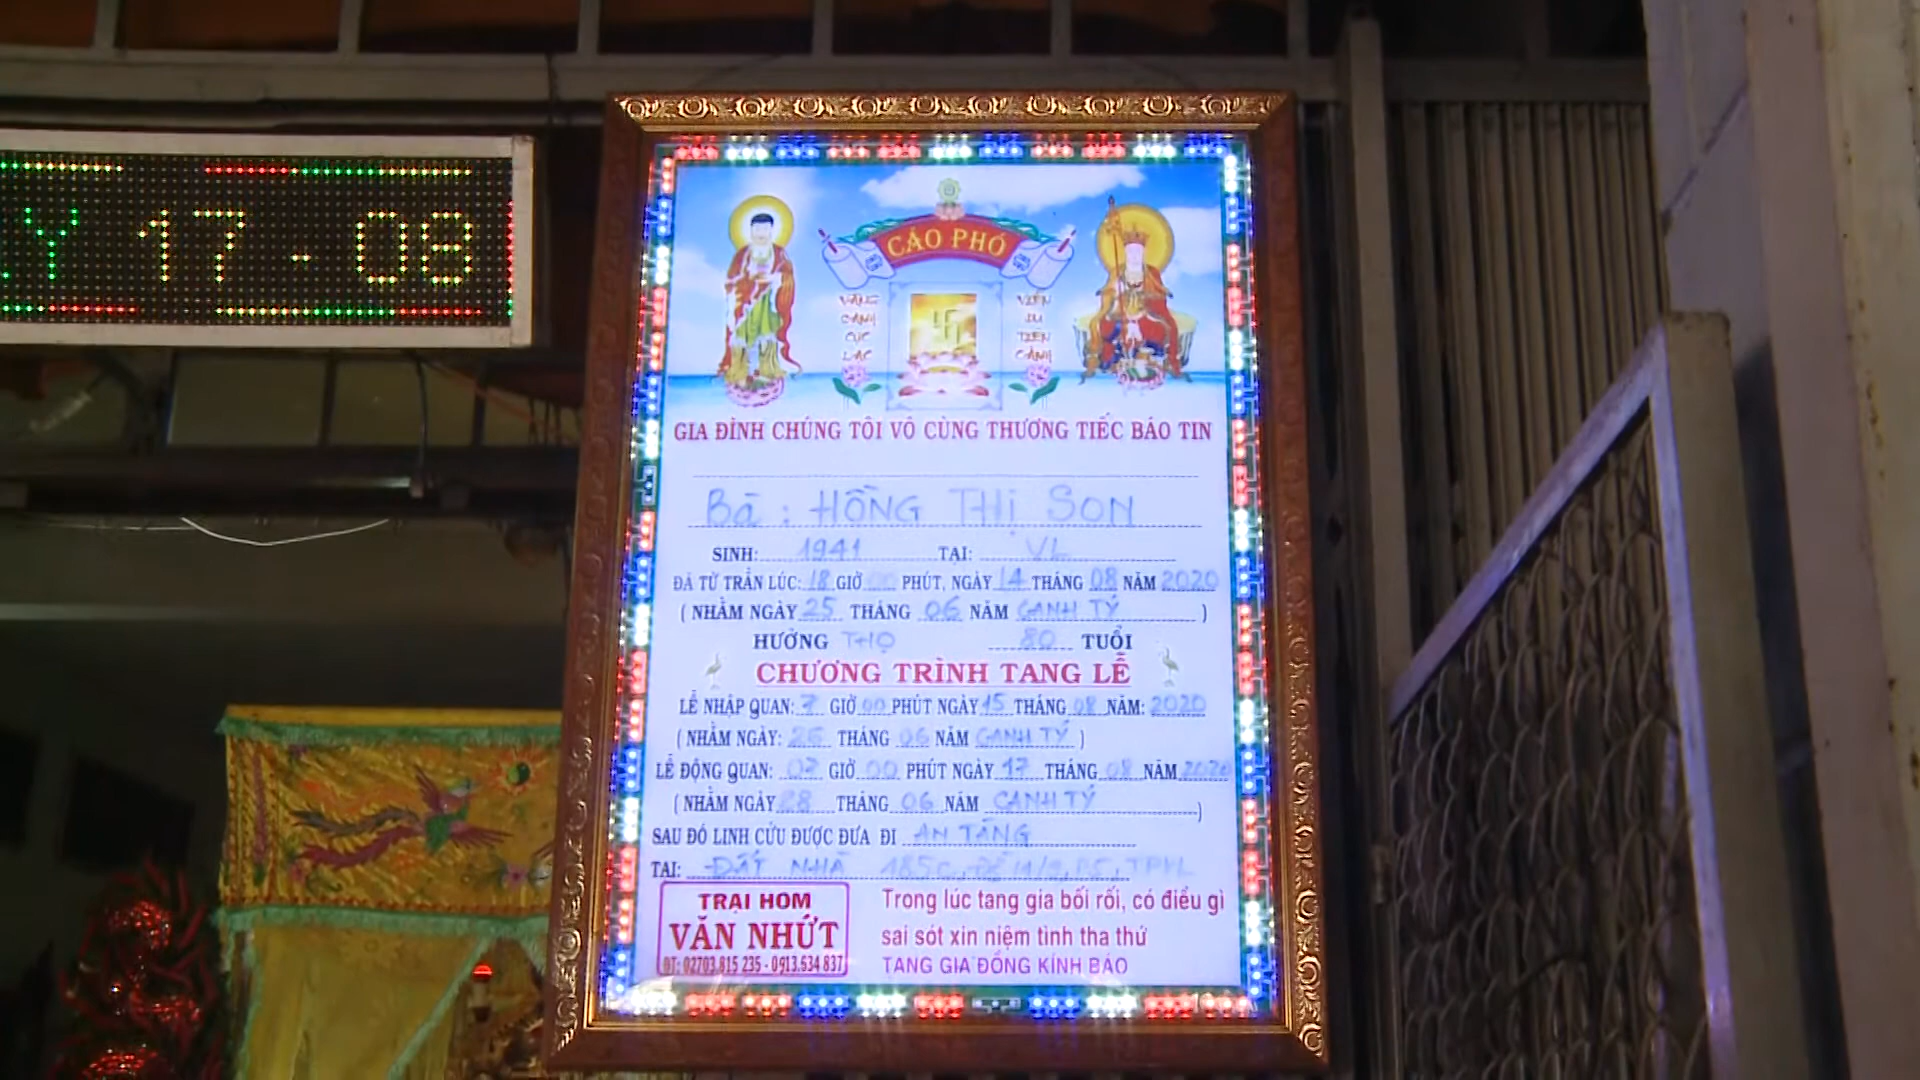 Y 17 - 08
CÁO PHÓ
VÃNG CẢNH CỰC LẠC
VIỄN DU TIÊN CẢNH
GIA ĐÌNH CHÚNG TÔI VÔ CÙNG THƯƠNG TIẾC BÁO TIN
Bà : HỒNG THỊ SON
SINH: 1941 TẠI: VL
ĐÃ TỪ TRẦN LÚC: 18 GIỜ 00 PHÚT, NGÀY 14 THÁNG 08 NĂM 2020
( NHẰM NGÀY 25 THÁNG 06 NĂM CANH TÝ )
HƯỞNG THỌ 80 TUỔI
CHƯƠNG TRÌNH TANG LỄ
LỄ NHẬP QUAN: 7 GIỜ 00 PHÚT NGÀY 15 THÁNG 08 NĂM: 2020
( NHẰM NGÀY: 26 THÁNG 06 NĂM CANH TÝ )
LỄ ĐỘNG QUAN: 07 GIỜ 00 PHÚT NGÀY 17 THÁNG 08 NĂM 2020
( NHẰM NGÀY 28 THÁNG 06 NĂM CANH TÝ )
SAU ĐÓ LINH CỬU ĐƯỢC ĐƯA ĐI AN TÁNG
TẠI: ĐẤT NHÀ 185C, P5, TPVL
TRẠI HÒM
VĂN NHỨT
ĐT: 02703.815 235 - 0913.534 837
Trong lúc tang gia bối rối, có điều gì
sai sót xin niệm tình tha thứ
TANG GIA ĐỒNG KÍNH BÁO